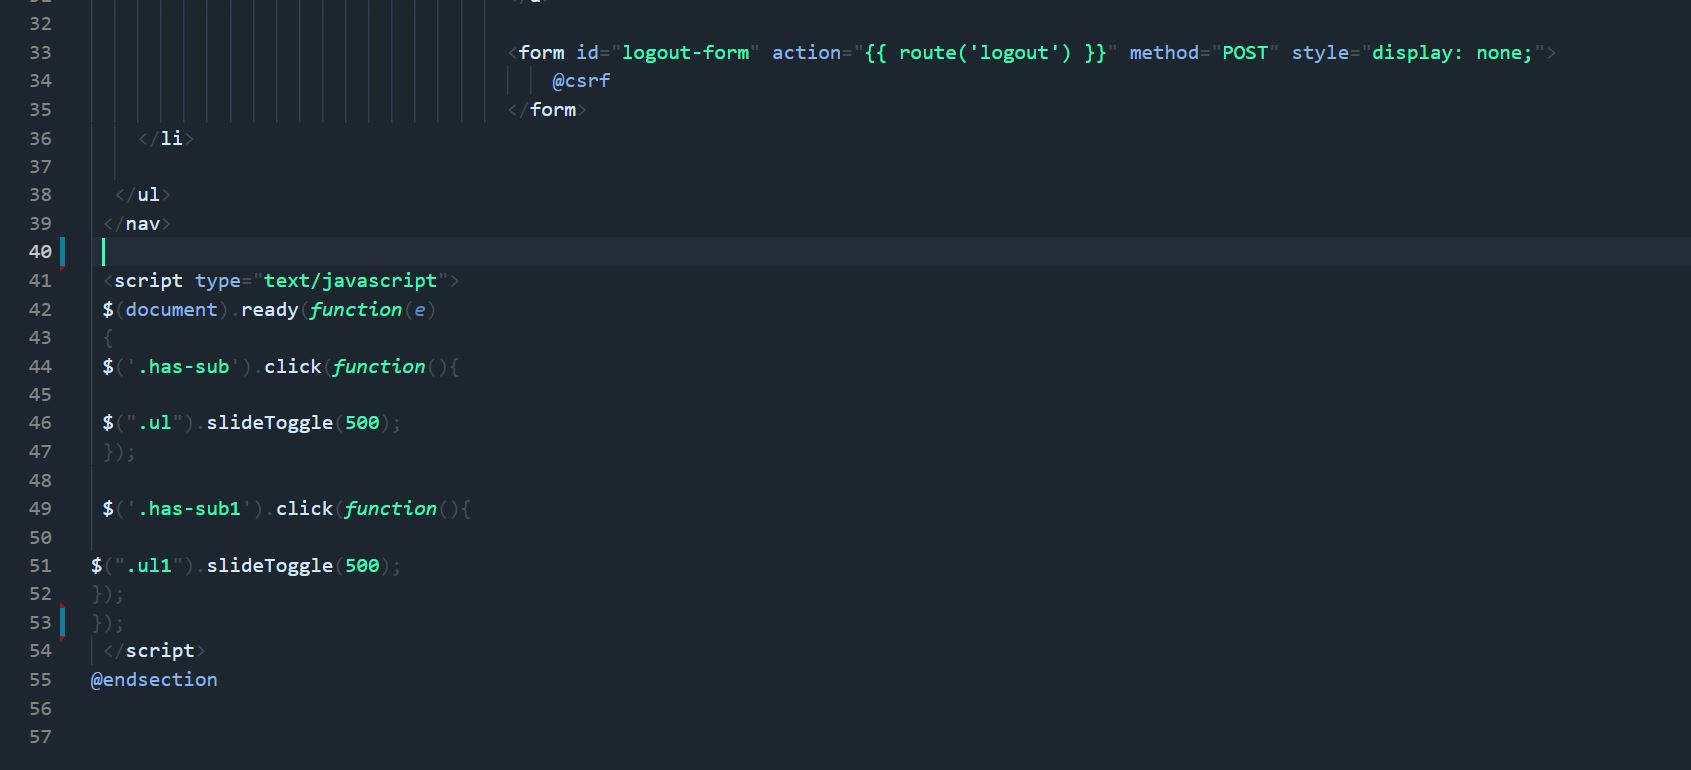 32
33 <form id="logout-form" action="{{ route('logout') }}" method="POST" style="display: none;">
34 @csrf
35 </form>
36 </li>
37
38 </ul>
39 </nav>
40
41 <script type="text/javascript">
42 $(document).ready(function(e)
43 {
44 $('.has-sub').click(function(){
45
46 $(".ul").slideToggle(500);
47 });
48
49 $('.has-sub1').click(function(){
50
51 $(".ul1").slideToggle(500);
52 });
53 });
54 </script>
55 @endsection
56
57